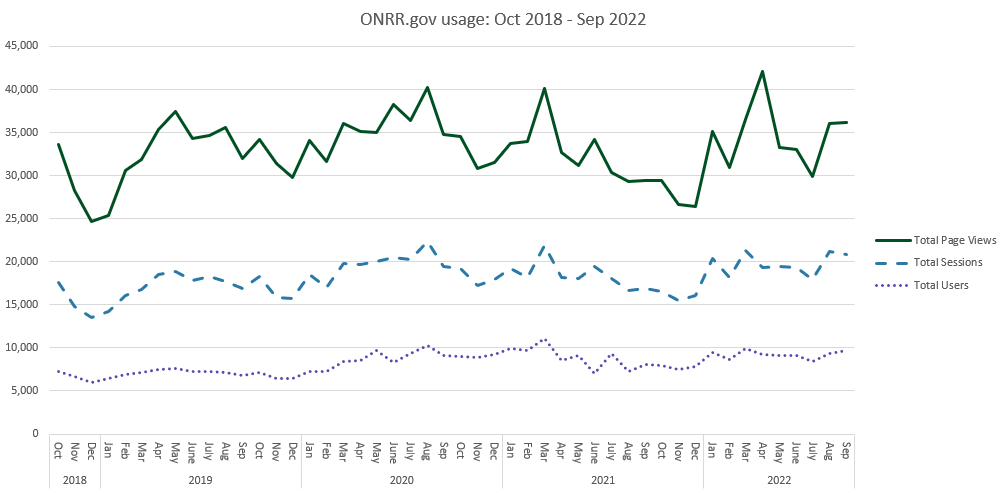 ONRR.gov usage: Oct 2018 - Sep 2022
45,000
40,000
35,000
30,000
25,000
20,000
15,000
10,000
5,000
0
Total Page Views
Total Sessions
Total Users
Oct Nov Dec Jan Feb Mar Apr May June July Aug Sep Oct Nov Dec Jan Feb Mar Apr May Jun July Aug Sep Oct Nov Dec Jan Feb Mar Apr May Jun July Aug Sep Oct Nov Dec Jan Feb Mar Apr May Jun July Aug Sep
2018 2019 2020 2021 2022